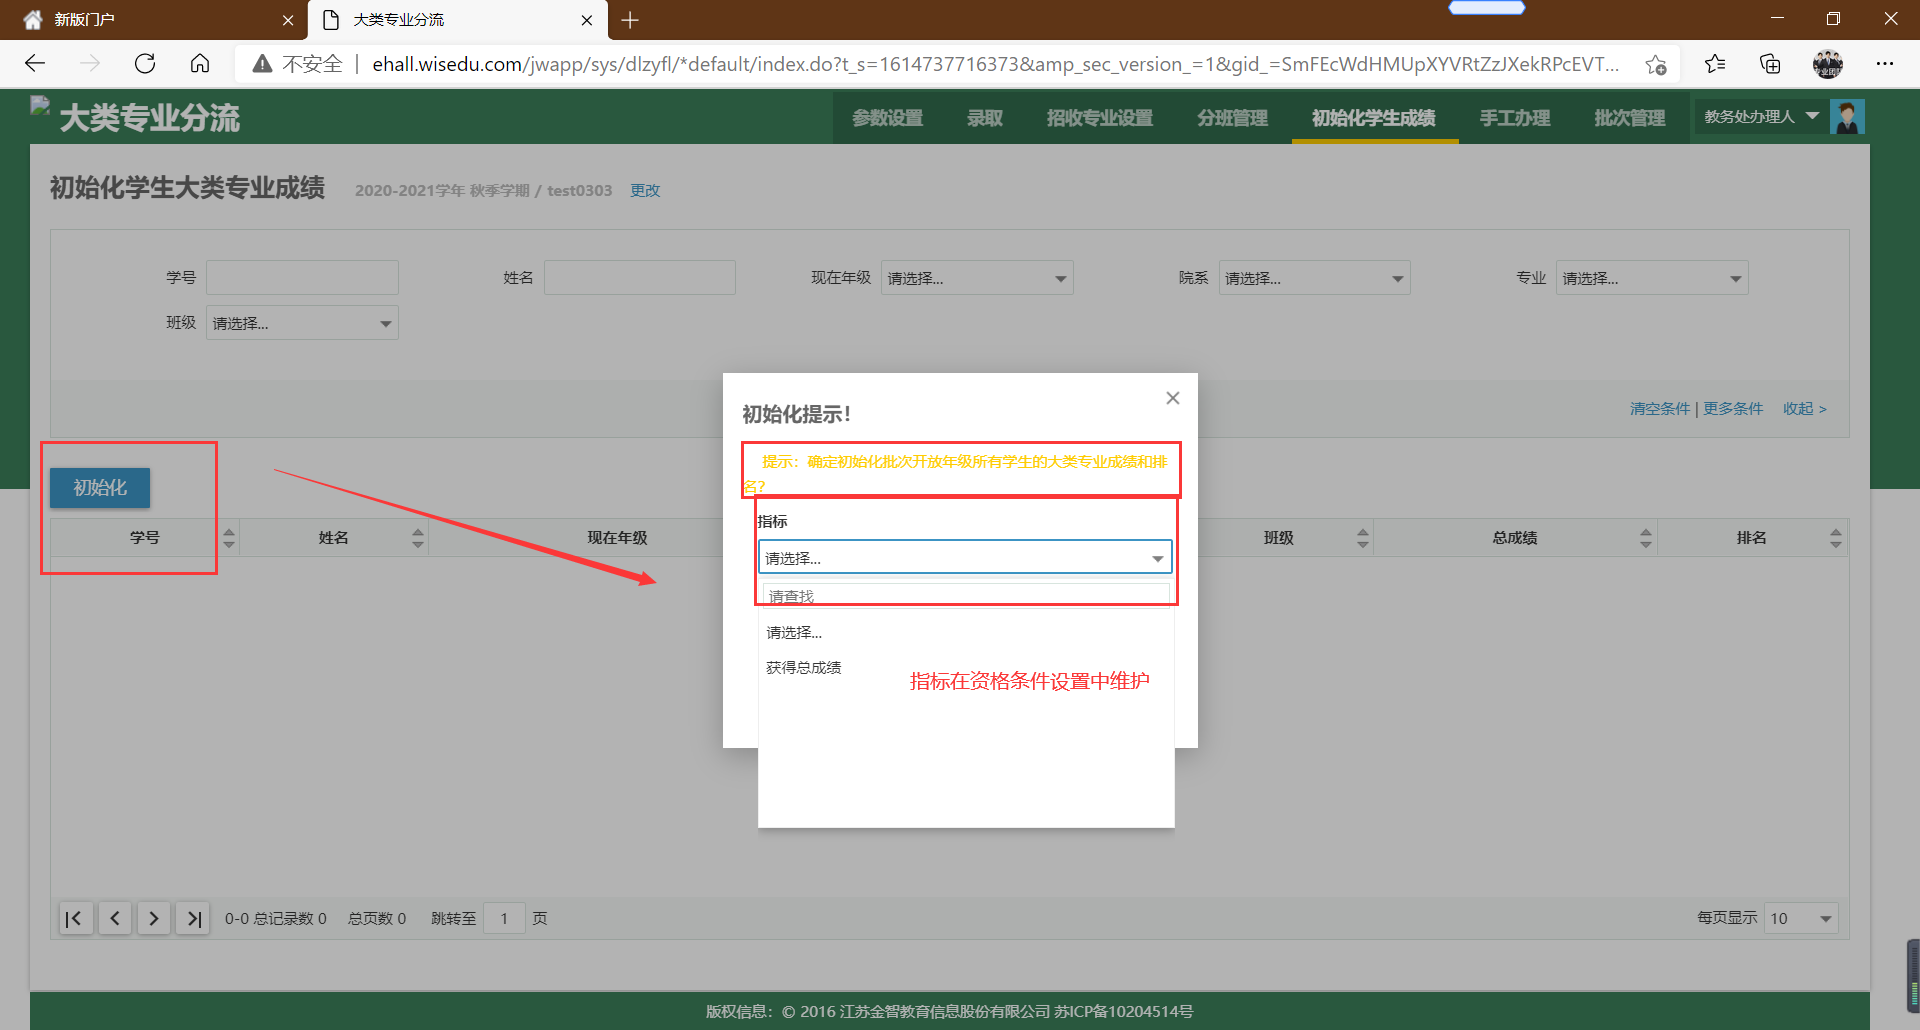 新版门户
大类专业分流
不安全 | ehall.wisedu.com/jwapp/sys/dlzyfl/*default/index.do?t_s=1614737716373&amp_sec_version_=1&gid_=SmFEcWdHMUpXYVRtZzJXekRPcEVT...
大类专业分流
参数设置 录取 招收专业设置 分班管理 初始化学生成绩 手工办理 批次管理 教务处办理人
初始化学生大类专业成绩 2020-2021学年 秋季学期 / test0303 更改
学号 姓名 现在年级 请选择... 院系 请选择... 专业 请选择...
班级 请选择...
清空条件 | 更多条件 收起 >
初始化
学号 姓名 现在年级 班级 总成绩 排名
初始化提示！
提示：确定初始化批次开放年级所有学生的大类专业成绩和排
名?
指标
请选择...
请查找
请选择...
获得总成绩
指标在资格条件设置中维护
0-0 总记录数 0 总页数 0 跳转至 1 页 每页显示 10
版权信息：© 2016 江苏金智教育信息股份有限公司 苏ICP备10204514号